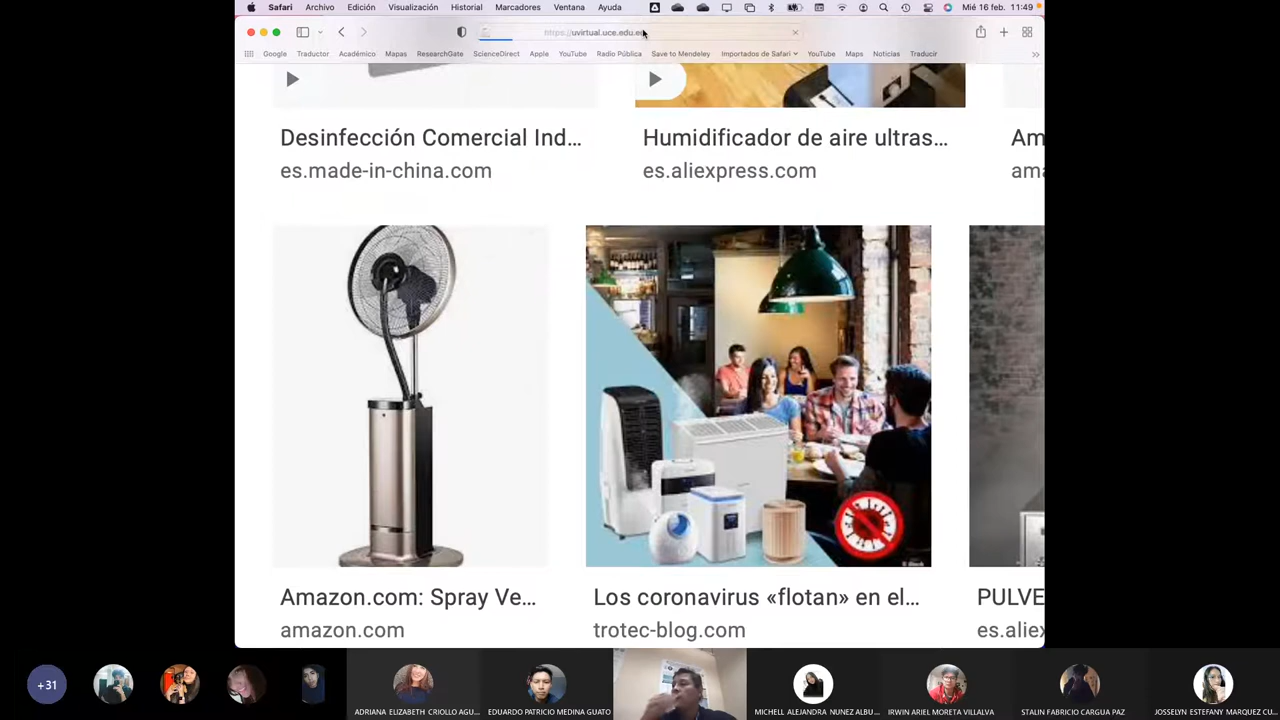 Safari Archivo Edición Visualización Historial Marcadores Ventana Ayuda Mié 16 feb. 11:49
https://uvirtual.uce.edu.ec
Google Traductor Académico Mapas ResearchGate ScienceDirect Apple YouTube Radio Pública Save to Mendeley Importados de Safari YouTube Maps Noticias Traducir
Desinfección Comercial Ind…
es.made-in-china.com
Humidificador de aire ultras…
es.aliexpress.com
Am
ama
Amazon.com: Spray Ve…
amazon.com
Los coronavirus «flotan» en el…
trotec-blog.com
PULVE
es.aliex
+31
ADRIANA ELIZABETH CRIOLLO AGU...
EDUARDO PATRICIO MEDINA GUATO
MICHELL ALEJANDRA NUNEZ ALBU...
IRWIN ARIEL MORETA VILLALVA
STALIN FABRICIO CARGUA PAZ
JOSSELYN ESTEFANY MARQUEZ CU...